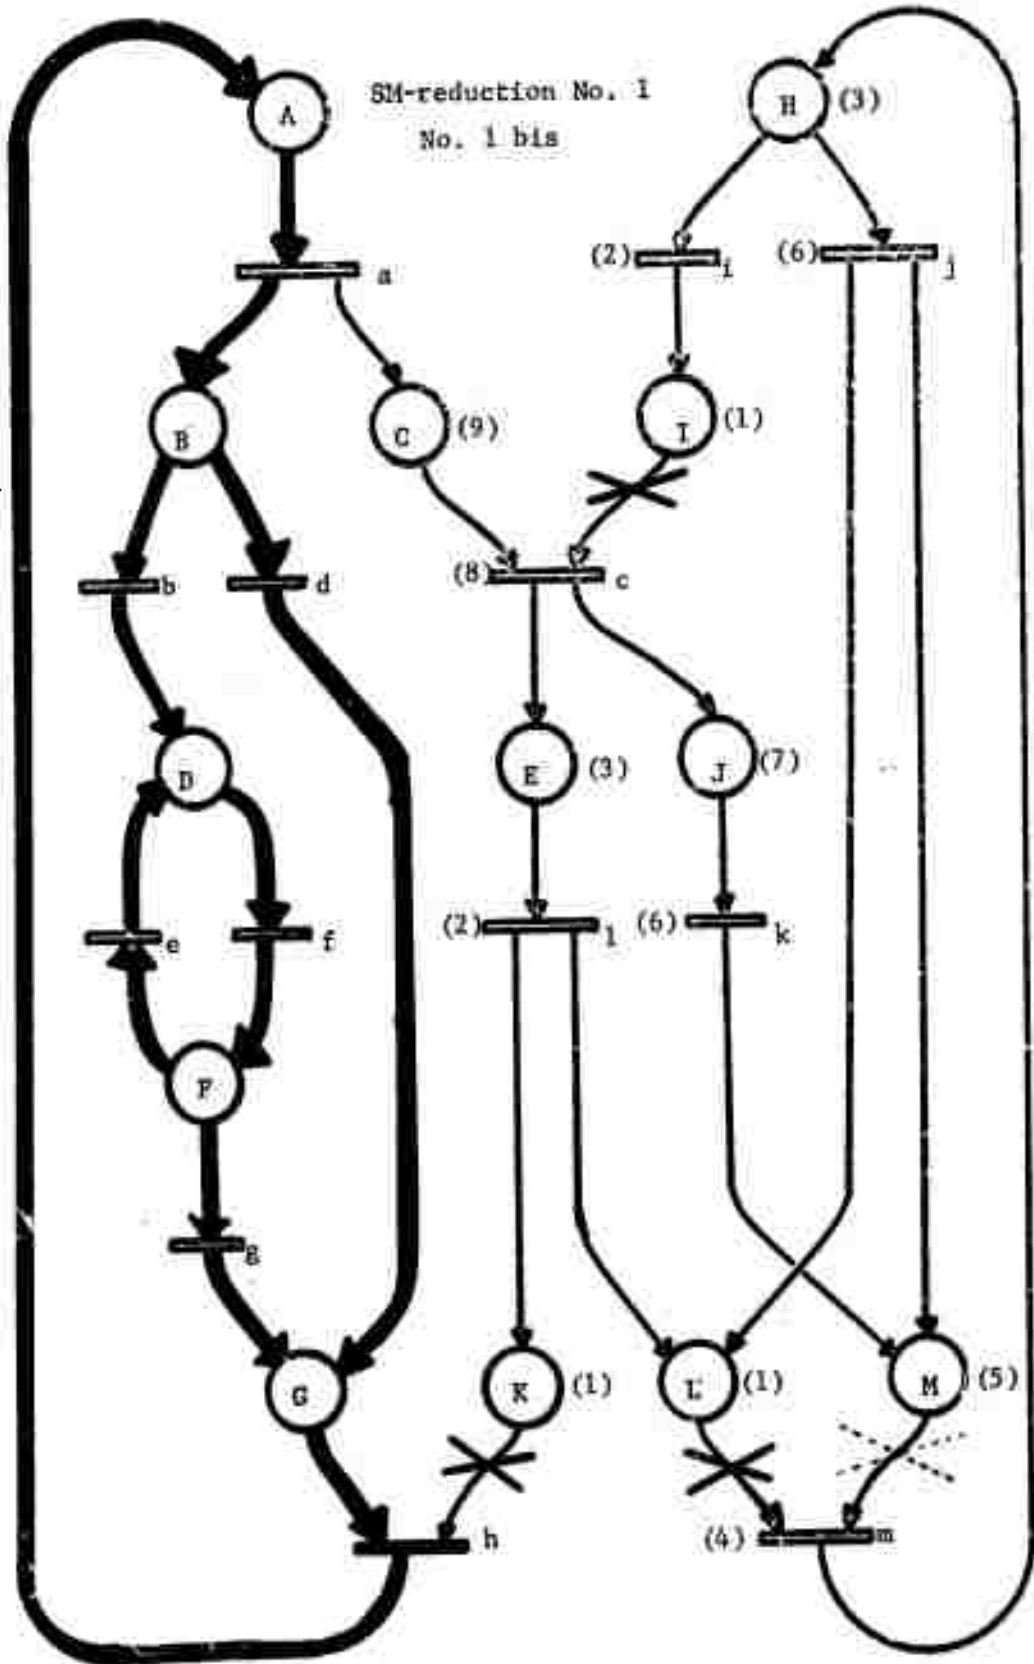 SM-reduction No. 1
No. 1 bis
A
H (3)
a
(2) i
(6) j
B
C (9)
I (1)
b
d
(8) c
D
E (3)
J (7)
e
f
(2) l
(6) k
F
g
G
K (1)
L (1)
M (5)
h
(4) m